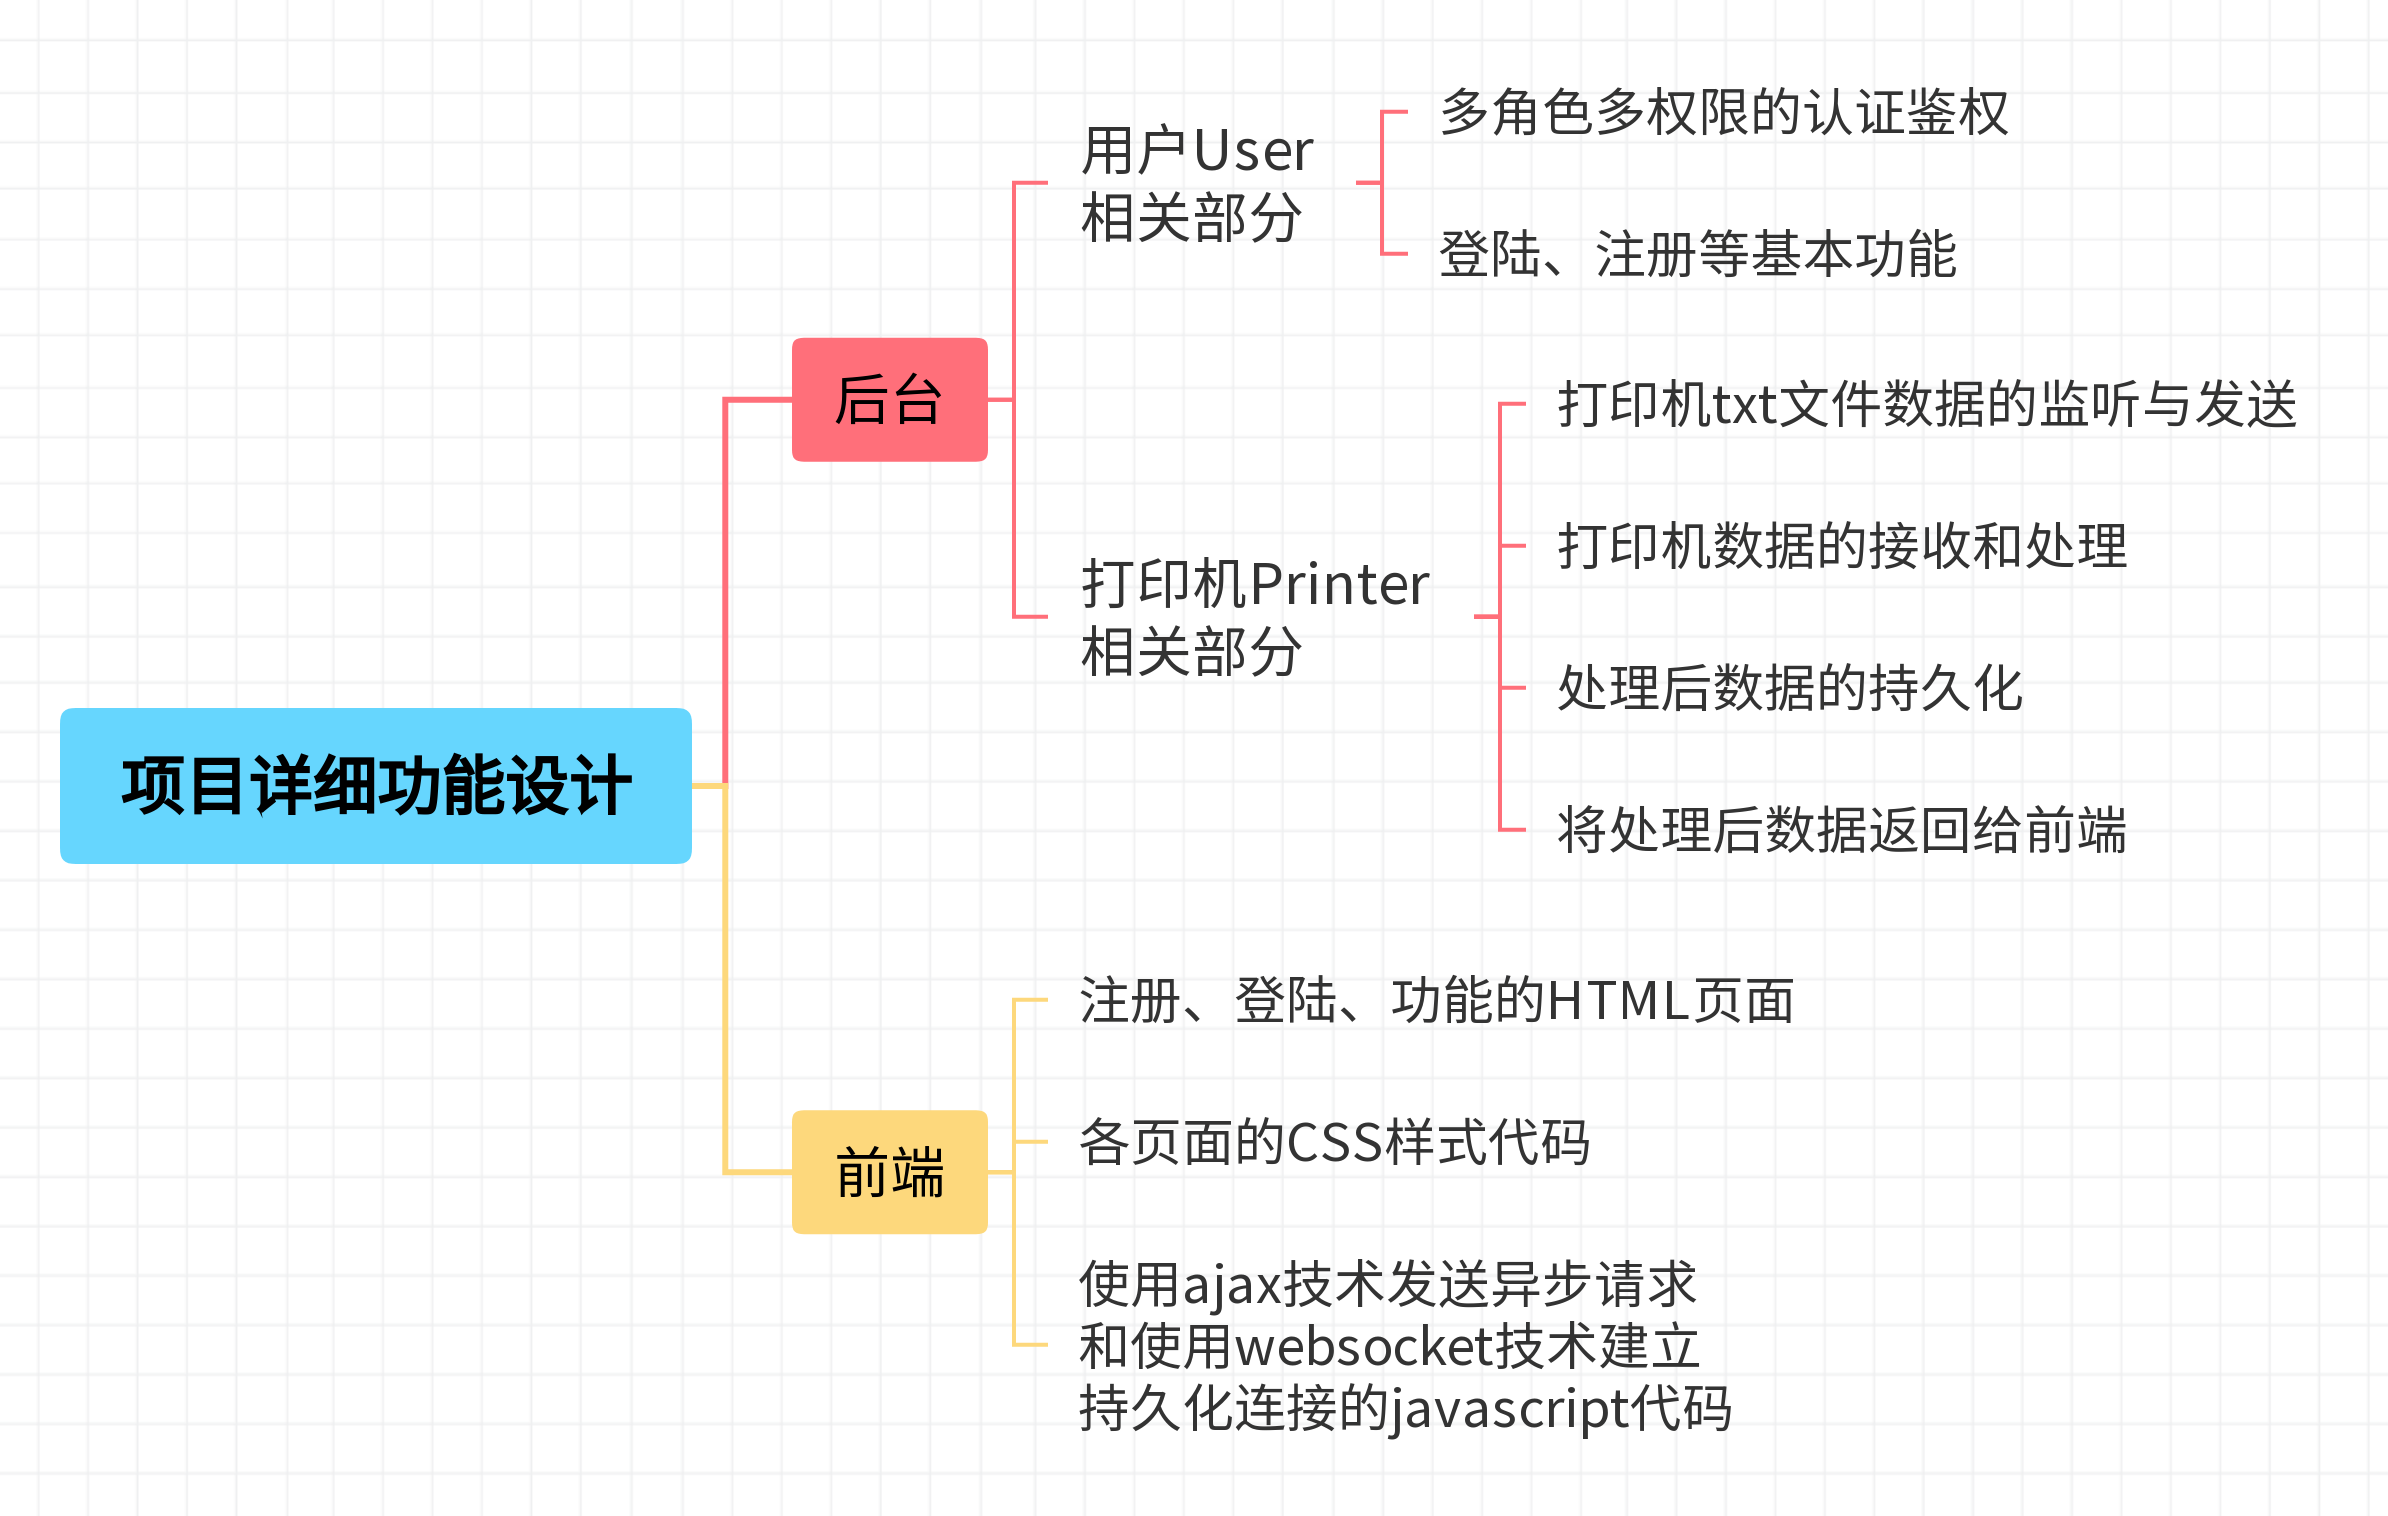 项目详细功能设计
后台
用户User
相关部分
多角色多权限的认证鉴权
登陆、注册等基本功能
打印机Printer
相关部分
打印机txt文件数据的监听与发送
打印机数据的接收和处理
处理后数据的持久化
将处理后数据返回给前端
前端
注册、登陆、功能的HTML页面
各页面的CSS样式代码
使用ajax技术发送异步请求
和使用websocket技术建立
持久化连接的javascript代码